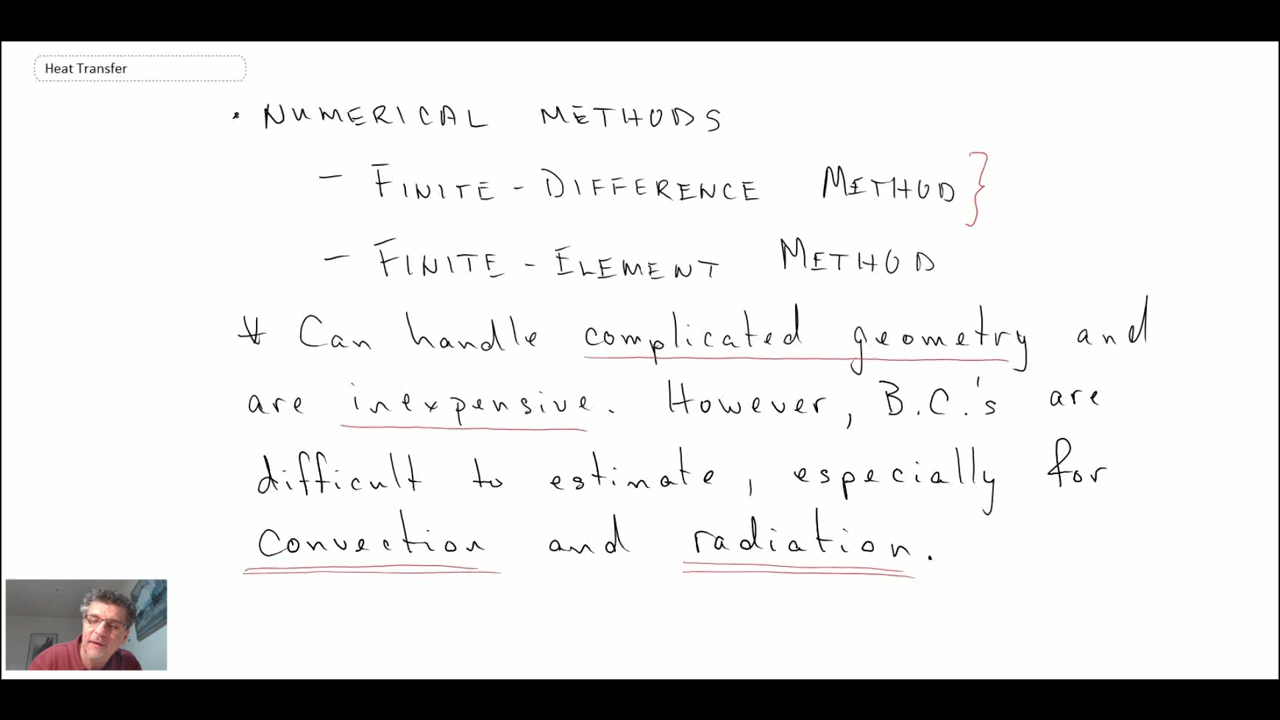 Heat Transfer
• NUMERICAL METHODS
- FINITE-DIFFERENCE METHOD }
- FINITE-ELEMENT METHOD
* Can handle complicated geometry and
are inexpensive. However, B.C.'s are
difficult to estimate, especially for
convection and radiation.